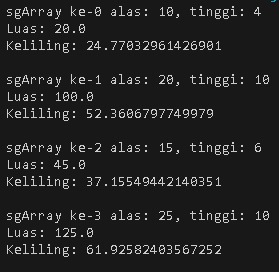 sgArray ke-0 alas: 10, tinggi: 4
Luas: 20.0
Keliling: 24.77032961426901
sgArray ke-1 alas: 20, tinggi: 10
Luas: 100.0
Keliling: 52.3606797749979
sgArray ke-2 alas: 15, tinggi: 6
Luas: 45.0
Keliling: 37.15549442140351
sgArray ke-3 alas: 25, tinggi: 10
Luas: 125.0
Keliling: 61.92582403567252